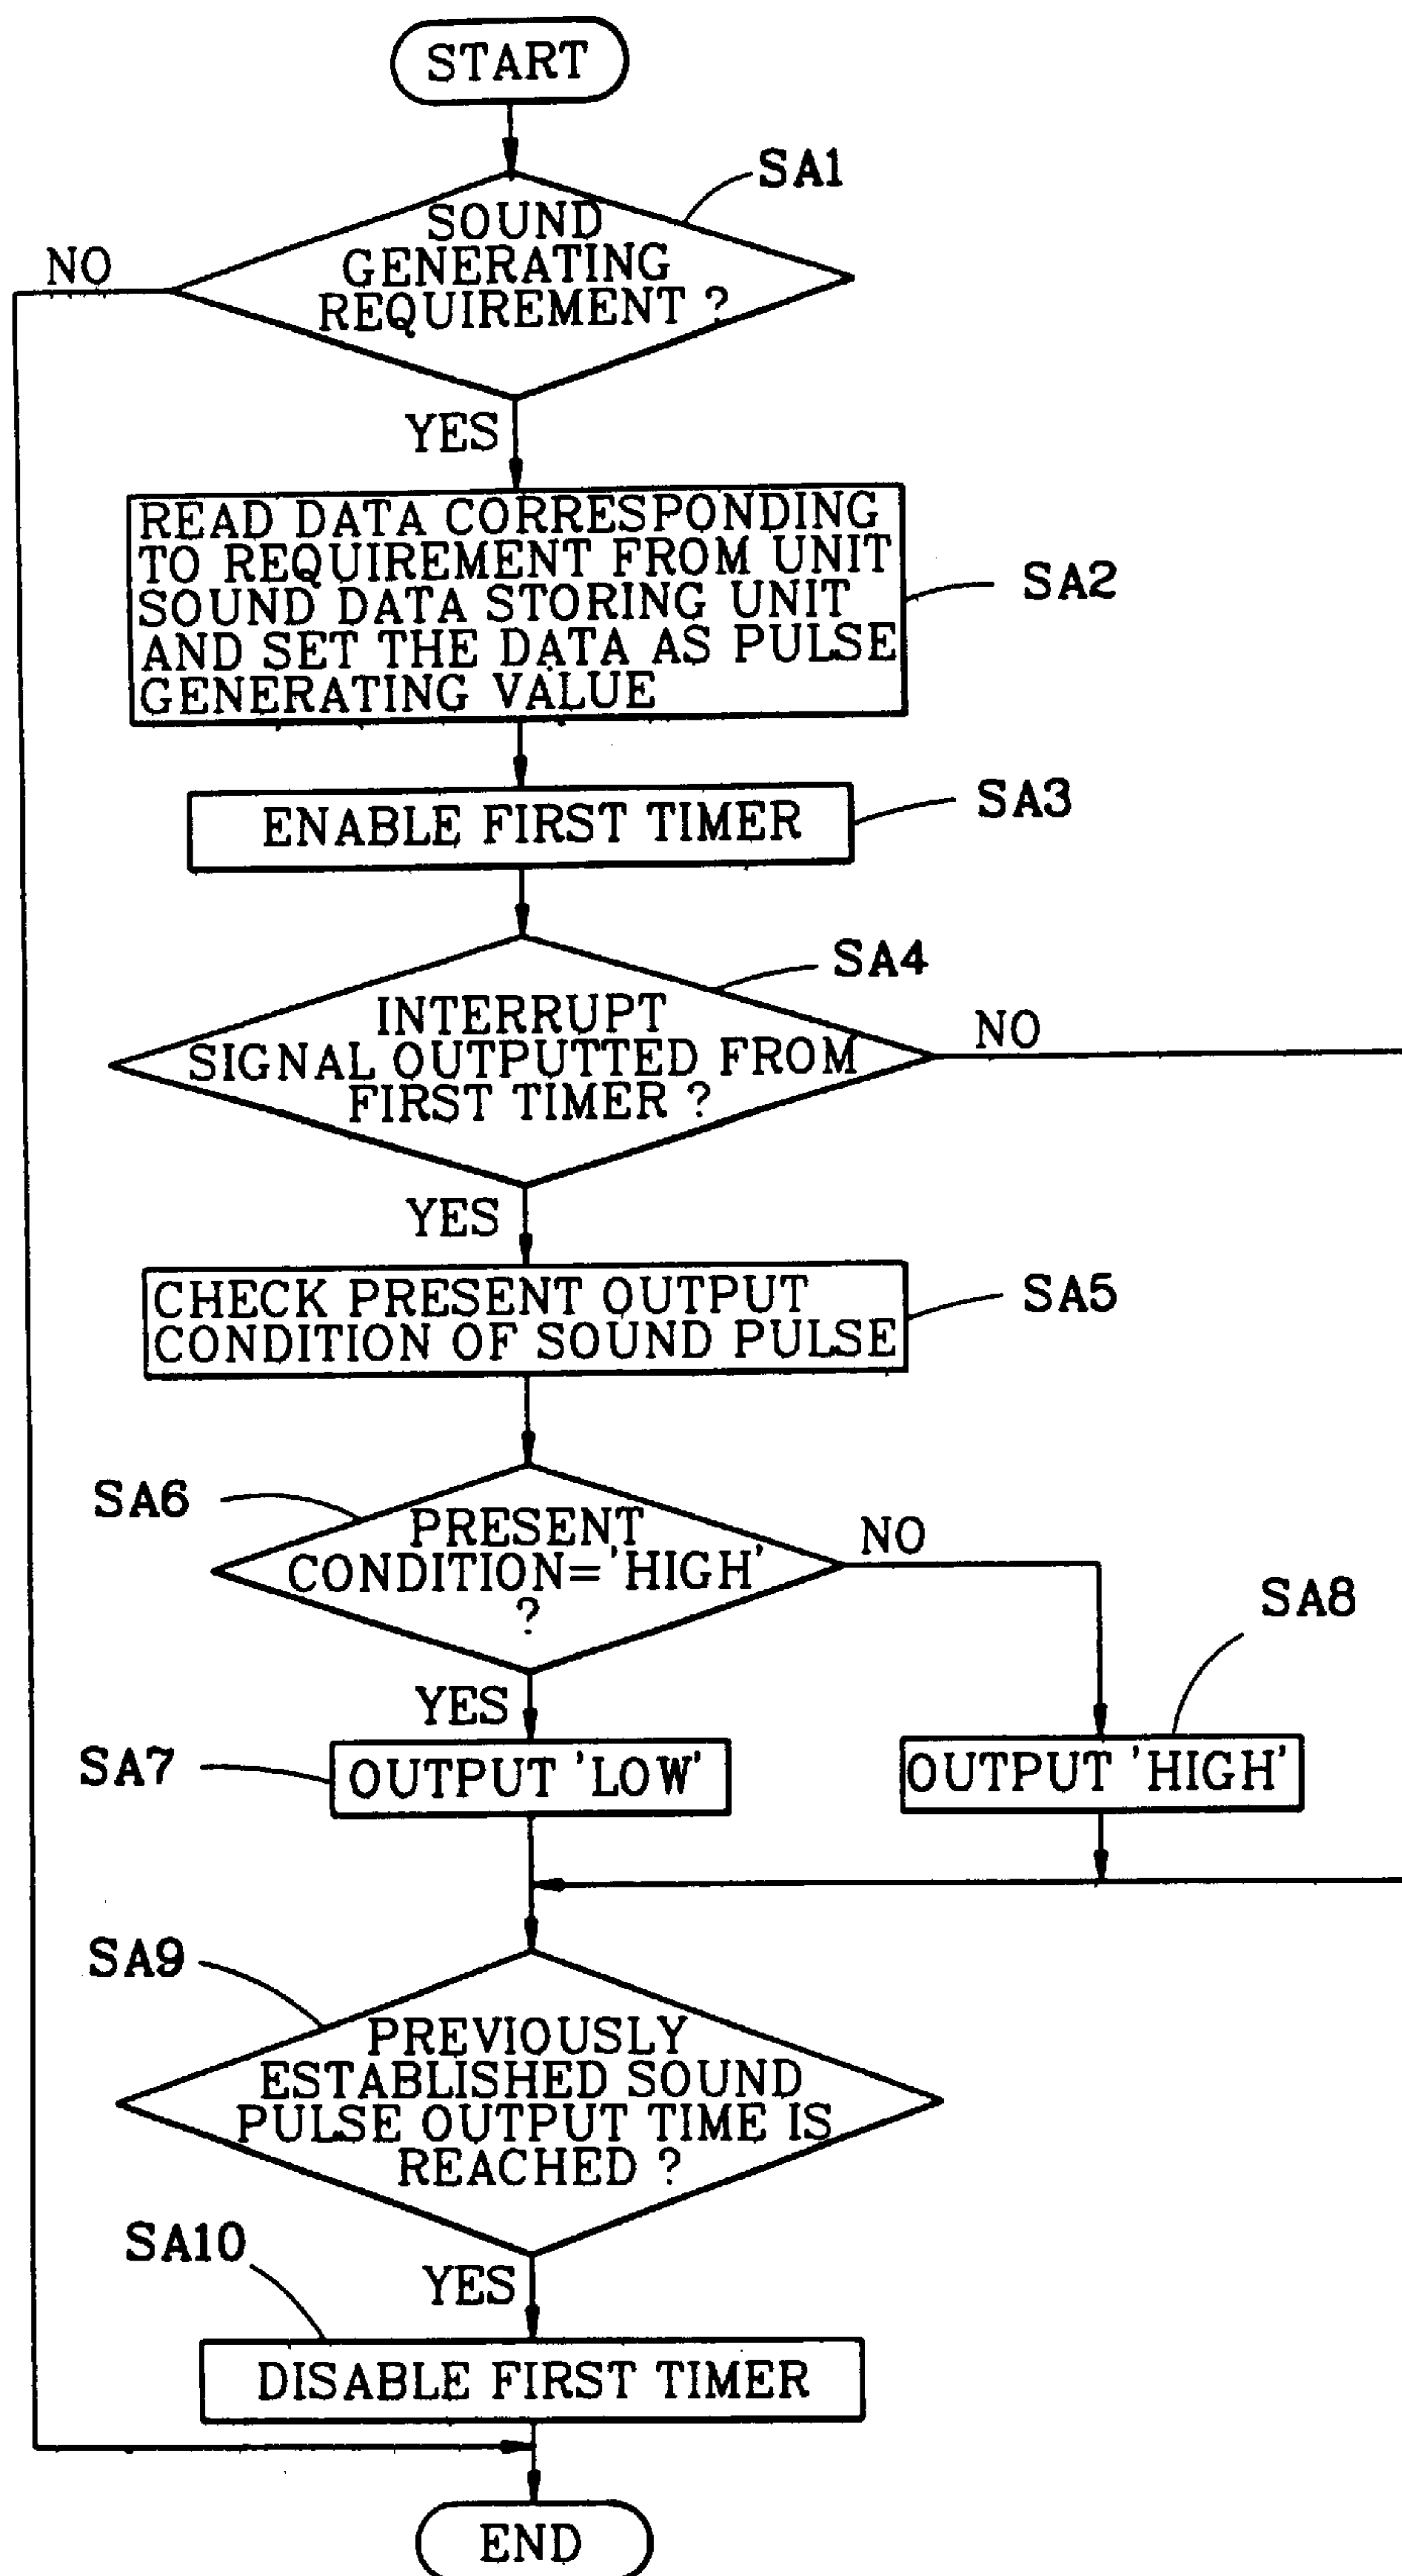 START
SA1
SOUND
GENERATING
REQUIREMENT ?
NO
YES
READ DATA CORRESPONDING
TO REQUIREMENT FROM UNIT
SOUND DATA STORING UNIT
AND SET THE DATA AS PULSE
GENERATING VALUE
SA2
ENABLE FIRST TIMER
SA3
SA4
INTERRUPT
SIGNAL OUTPUTTED FROM
FIRST TIMER ?
NO
YES
CHECK PRESENT OUTPUT
CONDITION OF SOUND PULSE
SA5
SA6
PRESENT
CONDITION='HIGH'
?
NO
YES
SA8
SA7
OUTPUT 'LOW'
OUTPUT 'HIGH'
SA9
PREVIOUSLY
ESTABLISHED SOUND
PULSE OUTPUT TIME IS
REACHED ?
SA10
YES
DISABLE FIRST TIMER
END